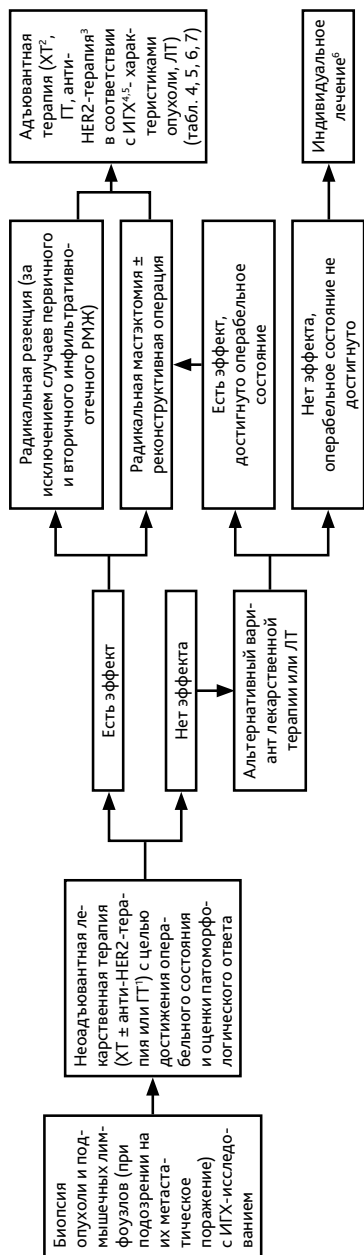 Биопсия
опухоли и под-
мышечных лим-
фоузлов (при
подозрении на
их метаста-
тическое
поражение)
с ИГХ-исследо-
ванием
Неоадъювантная ле-
карственная терапия
(ХТ ± анти-HER2-тера-
пия или ГТ¹) с целью
достижения опера-
бельного состояния
и оценки патоморфо-
логического ответа
Есть эффект
Нет эффекта
Альтернативный вари-
ант лекарственной
терапии или ЛТ
Радикальная резекция (за
исключением случаев первичного
и вторичного инфильтративно-
отечного РМЖ)
Радикальная мастэктомия ±
реконструктивная операция
Есть эффект,
достигнуто операбельное
состояние
Нет эффекта,
операбельное состояние не
достигнуто
Адъювантная
терапия (ХТ²,
ГТ, анти-
HER2-терапия³
в соответствии
с ИГХ⁴,⁵- харак-
теристиками
опухоли, ЛТ)
(табл. 4, 5, 6, 7)
Индивидуальное
лечение⁶